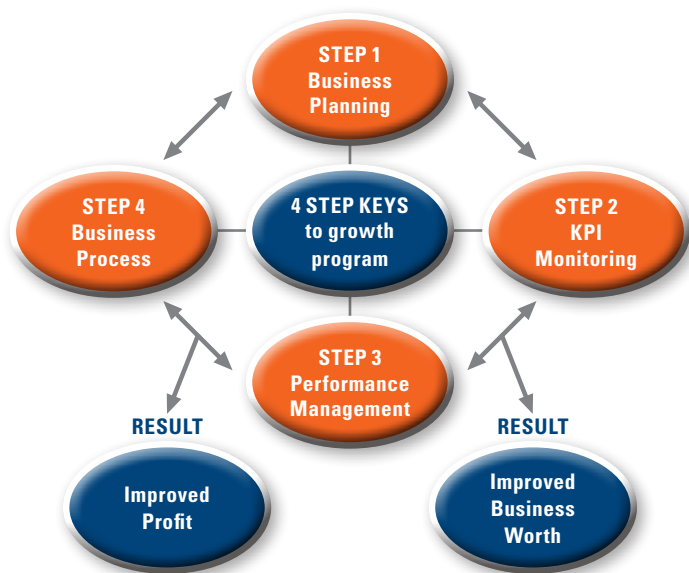 STEP 1
Business
Planning
STEP 4
Business
Process
4 STEP KEYS
to growth
program
STEP 2
KPI
Monitoring
STEP 3
Performance
Management
RESULT
Improved
Profit
RESULT
Improved
Business
Worth